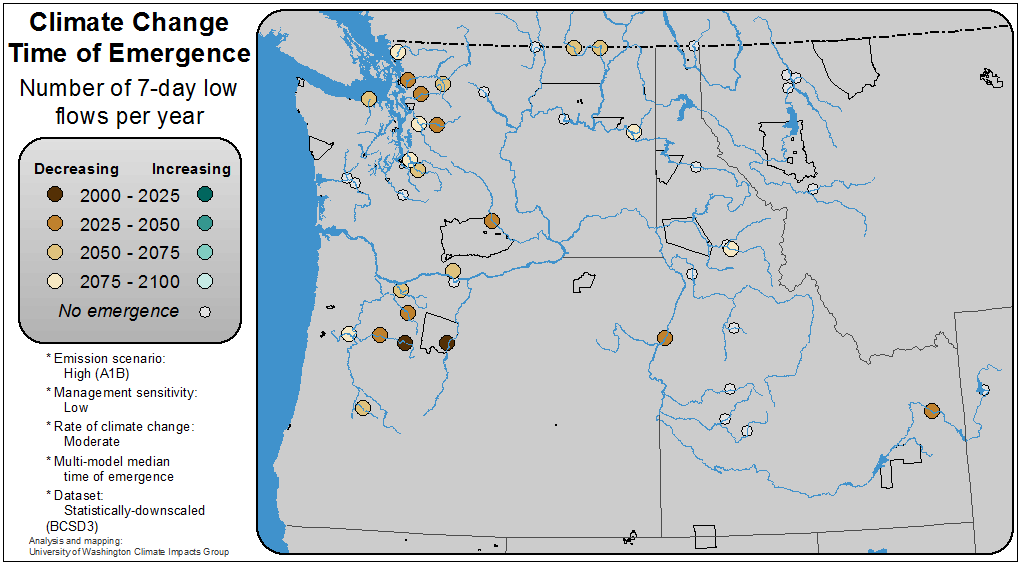 Climate Change
Time of Emergence
Number of 7-day low
flows per year
Decreasing Increasing
2000 - 2025
2025 - 2050
2050 - 2075
2075 - 2100
No emergence
* Emission scenario:
High (A1B)
* Management sensitivity:
Low
* Rate of climate change:
Moderate
* Multi-model median
time of emergence
* Dataset:
Statistically-downscaled
(BCSD3)
Analysis and mapping:
University of Washington Climate Impacts Group